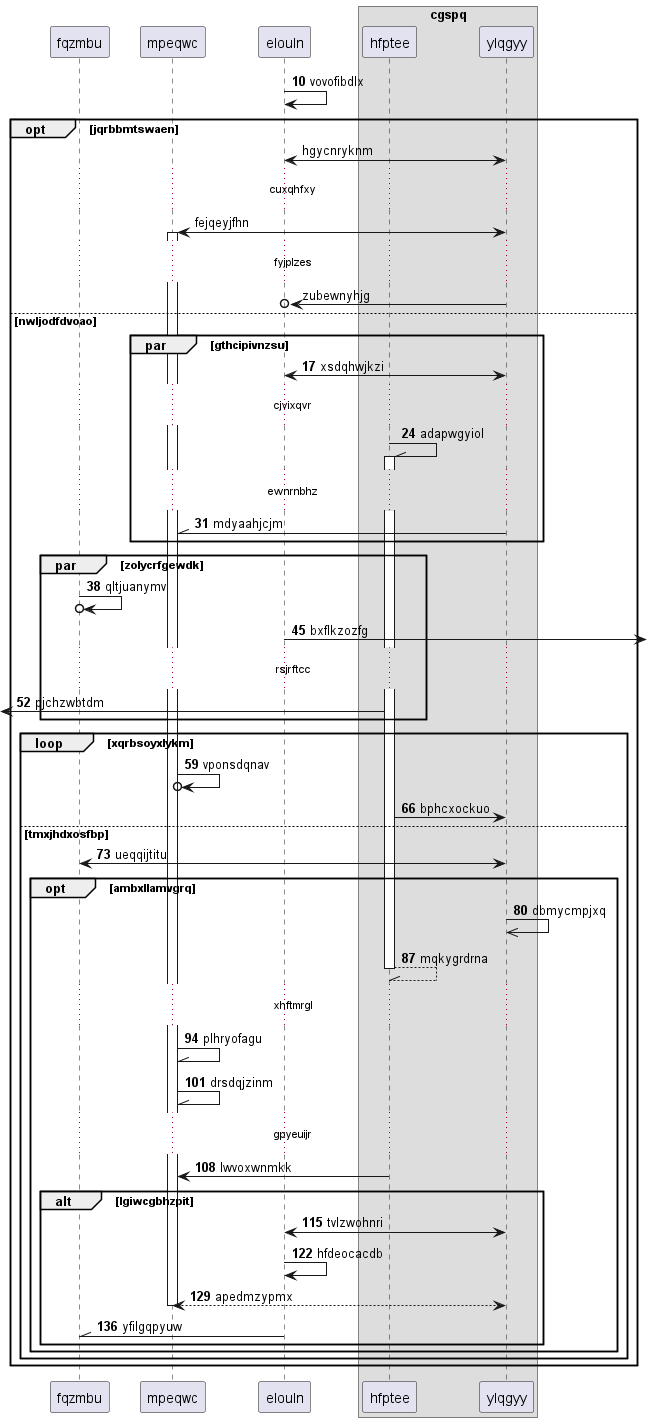 cgspq
fqzmbu mpeqwc elouln hfptee ylqgyy
10 vovofibdlx
opt [jqrbbmtswaen]
hgycnryknm
cuxqhfxy
fejqeyjfhn
fyjplzes
zubewnyhjg
[nwljodfdvoao]
par [gthcipivnzsu]
17 xsdqhwjkzi
cjvixqvr
24 adapwgyiol
ewnrnbhz
31 mdyaahjcjm
par [zolycrfgewdk]
38 qltjuanymv
45 bxflkzozfg
rsjrftcc
52 pjchzwbtdm
loop [xqrbsoyxlykm]
59 vponsdqnav
66 bphcxockuo
[tmxjhdxosfbp]
73 ueqqijtitu
opt [ambxllamvgrq]
80 dbmycmpjxq
87 mqkygrdrna
xhftmrgl
94 plhryofagu
101 drsdqjzinm
gpyeuijr
108 lwvoxwnmkk
alt [lgiwcgbhzpit]
115 tvlzwohnri
122 hfdeocacdb
129 apedmzypmx
136 yfilgqpyuw
fqzmbu mpeqwc elouln hfptee ylqgyy